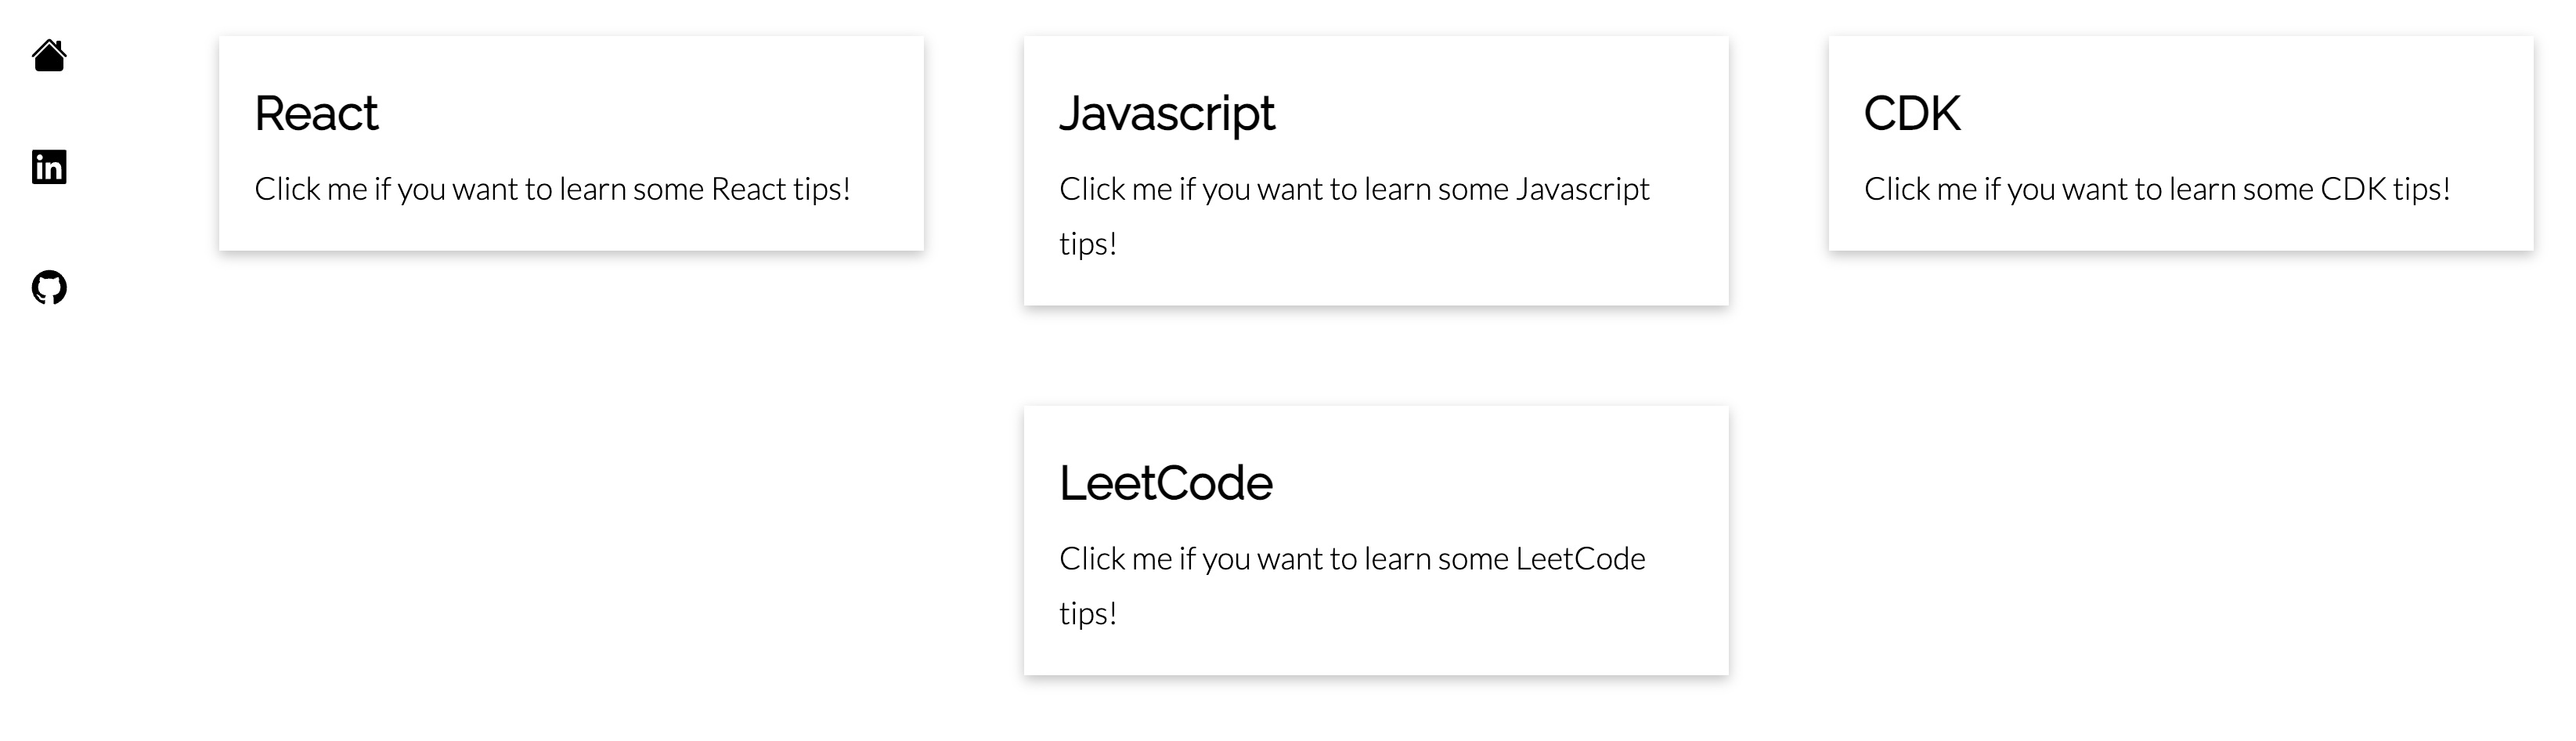 React
Click me if you want to learn some React tips!
Javascript
Click me if you want to learn some Javascript
tips!
CDK
Click me if you want to learn some CDK tips!
LeetCode
Click me if you want to learn some LeetCode
tips!
in